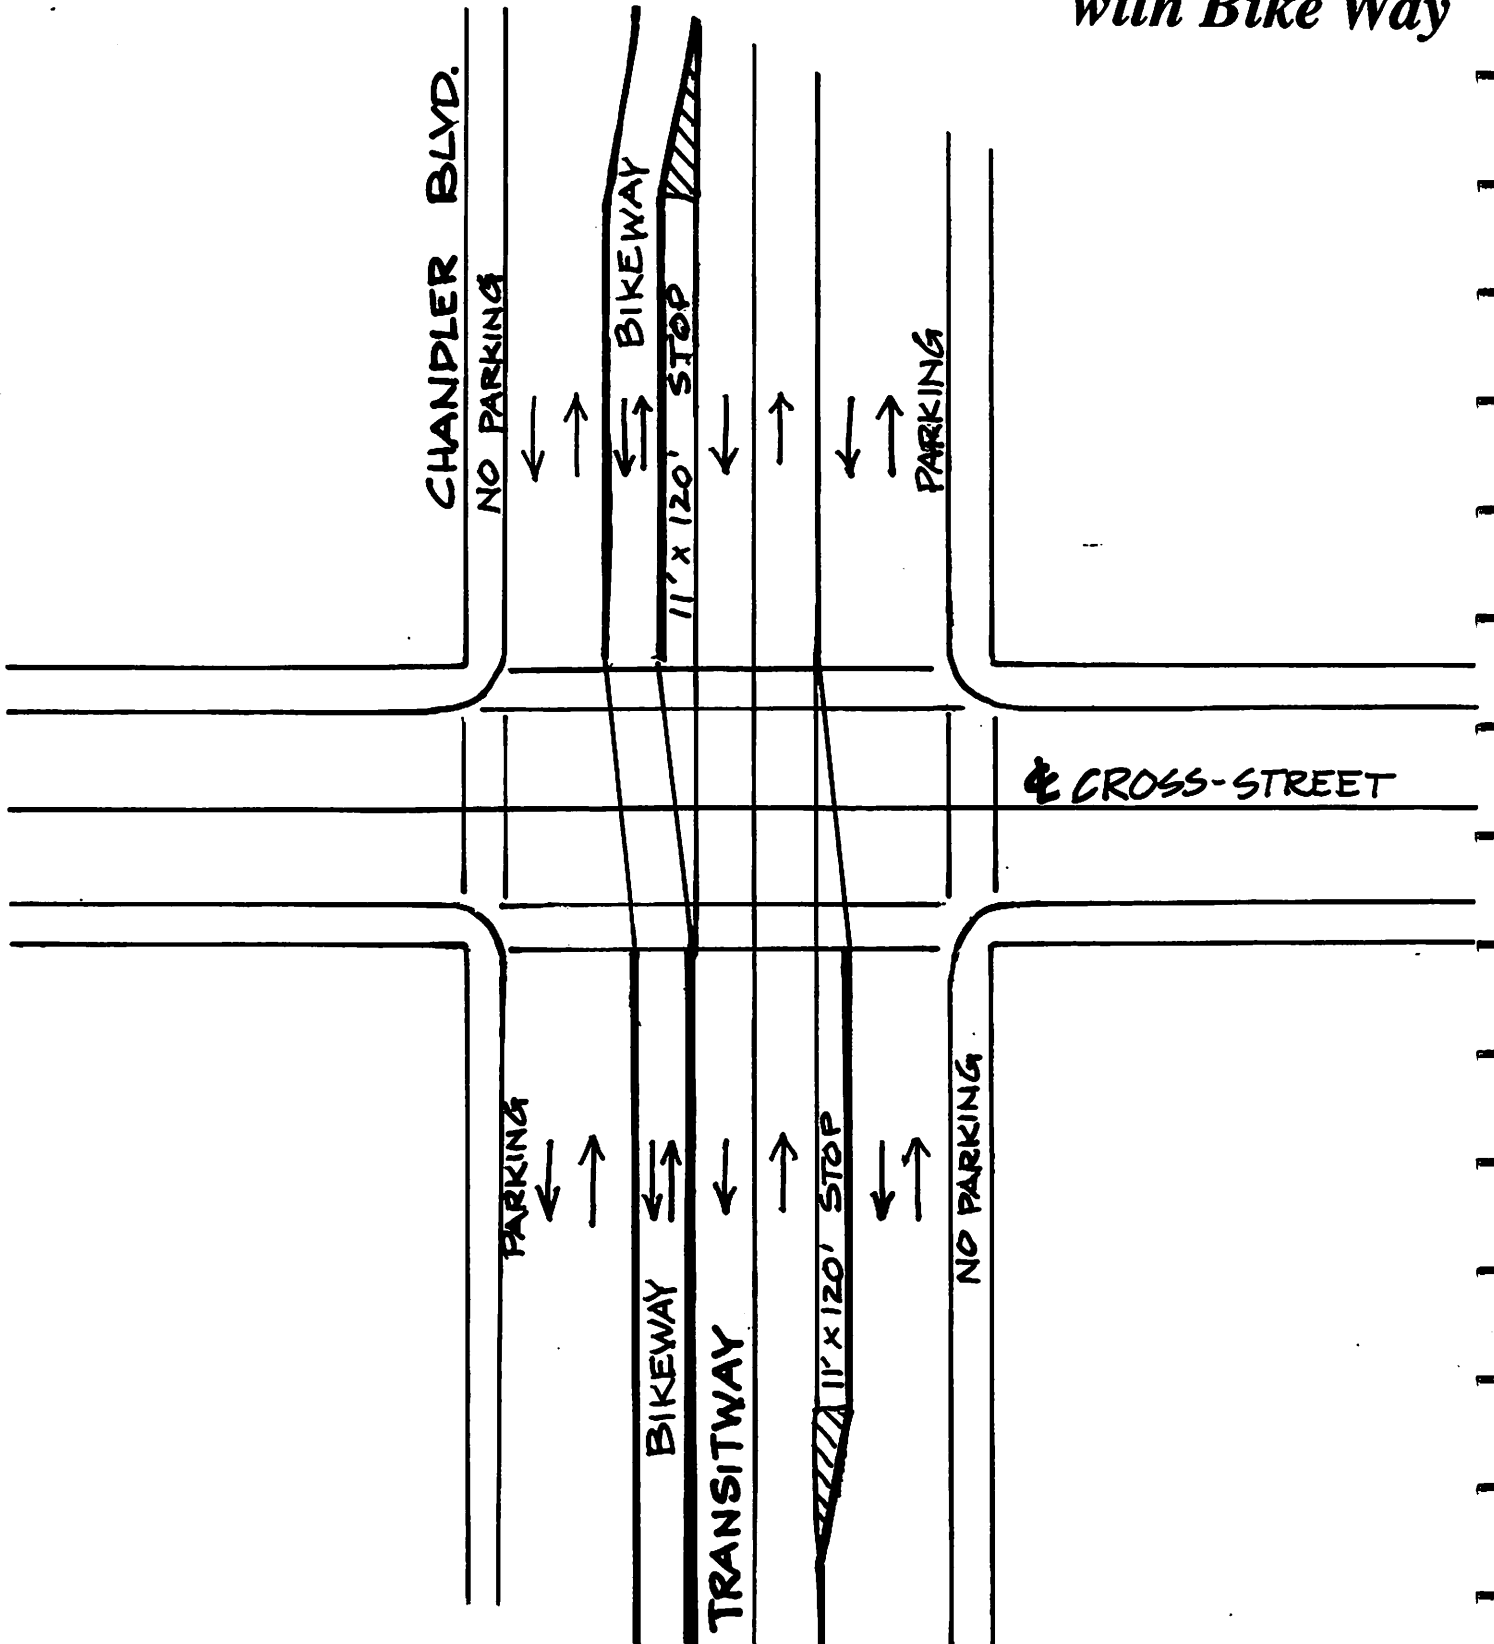 with Bike Way
CHANDLER BLVD.
NO PARKING
BIKEWAY
11' x 120' STOP
PARKING
℄ CROSS-STREET
PARKING
BIKEWAY
TRANSITWAY
11' x 120' STOP
NO PARKING